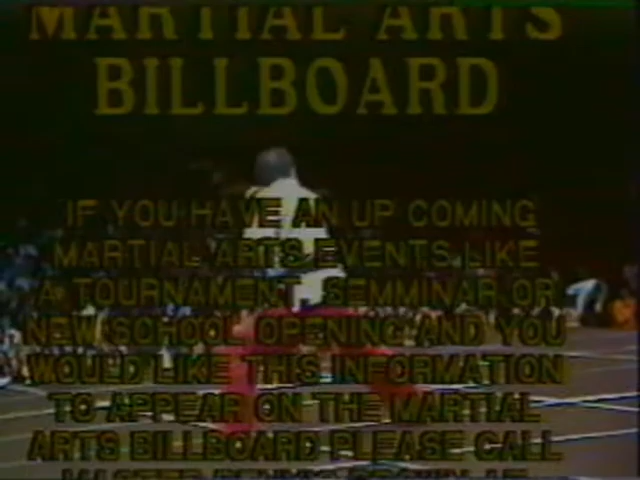 MARTIAL ARTS
BILLBOARD
IF YOU HAVE AN UP COMING
MARTIAL ARTS EVENTS LIKE
A TOURNAMENT, SEMMINAR OR
NEW SCHOOL OPENING AND YOU
WOULD LIKE THIS INFORMATION
TO APPEAR ON THE MARTIAL
ARTS BILLBOARD PLEASE CALL